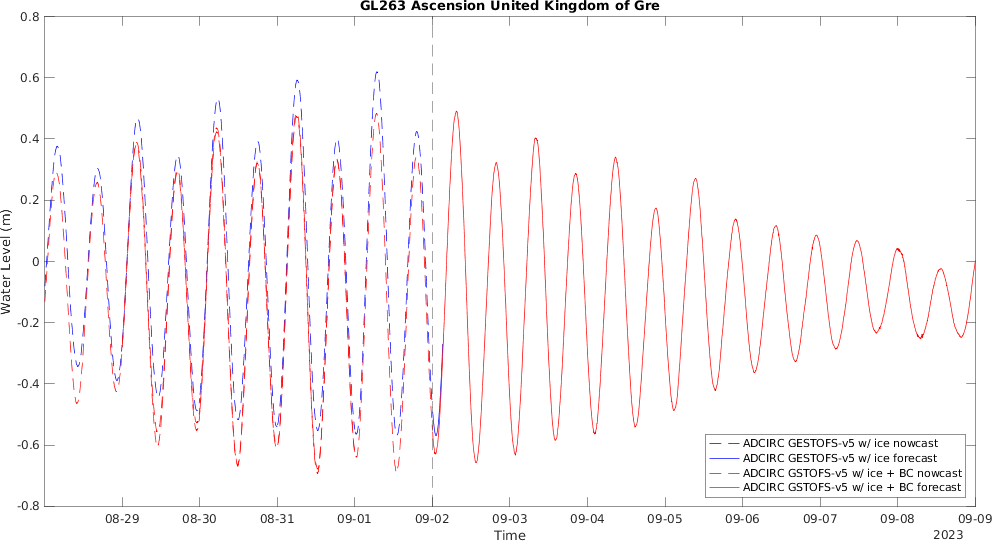 GL263 Ascension United Kingdom of Gre
Water Level (m)
0.8
0.6
0.4
0.2
0
-0.2
-0.4
-0.6
-0.8
08-29 08-30 08-31 09-01 09-02 09-03 09-04 09-05 09-06 09-07 09-08 09-09
Time
2023
ADCIRC GESTOFS-v5 w/ ice nowcast
ADCIRC GESTOFS-v5 w/ ice forecast
ADCIRC GSTOFS-v5 w/ ice + BC nowcast
ADCIRC GSTOFS-v5 w/ ice + BC forecast